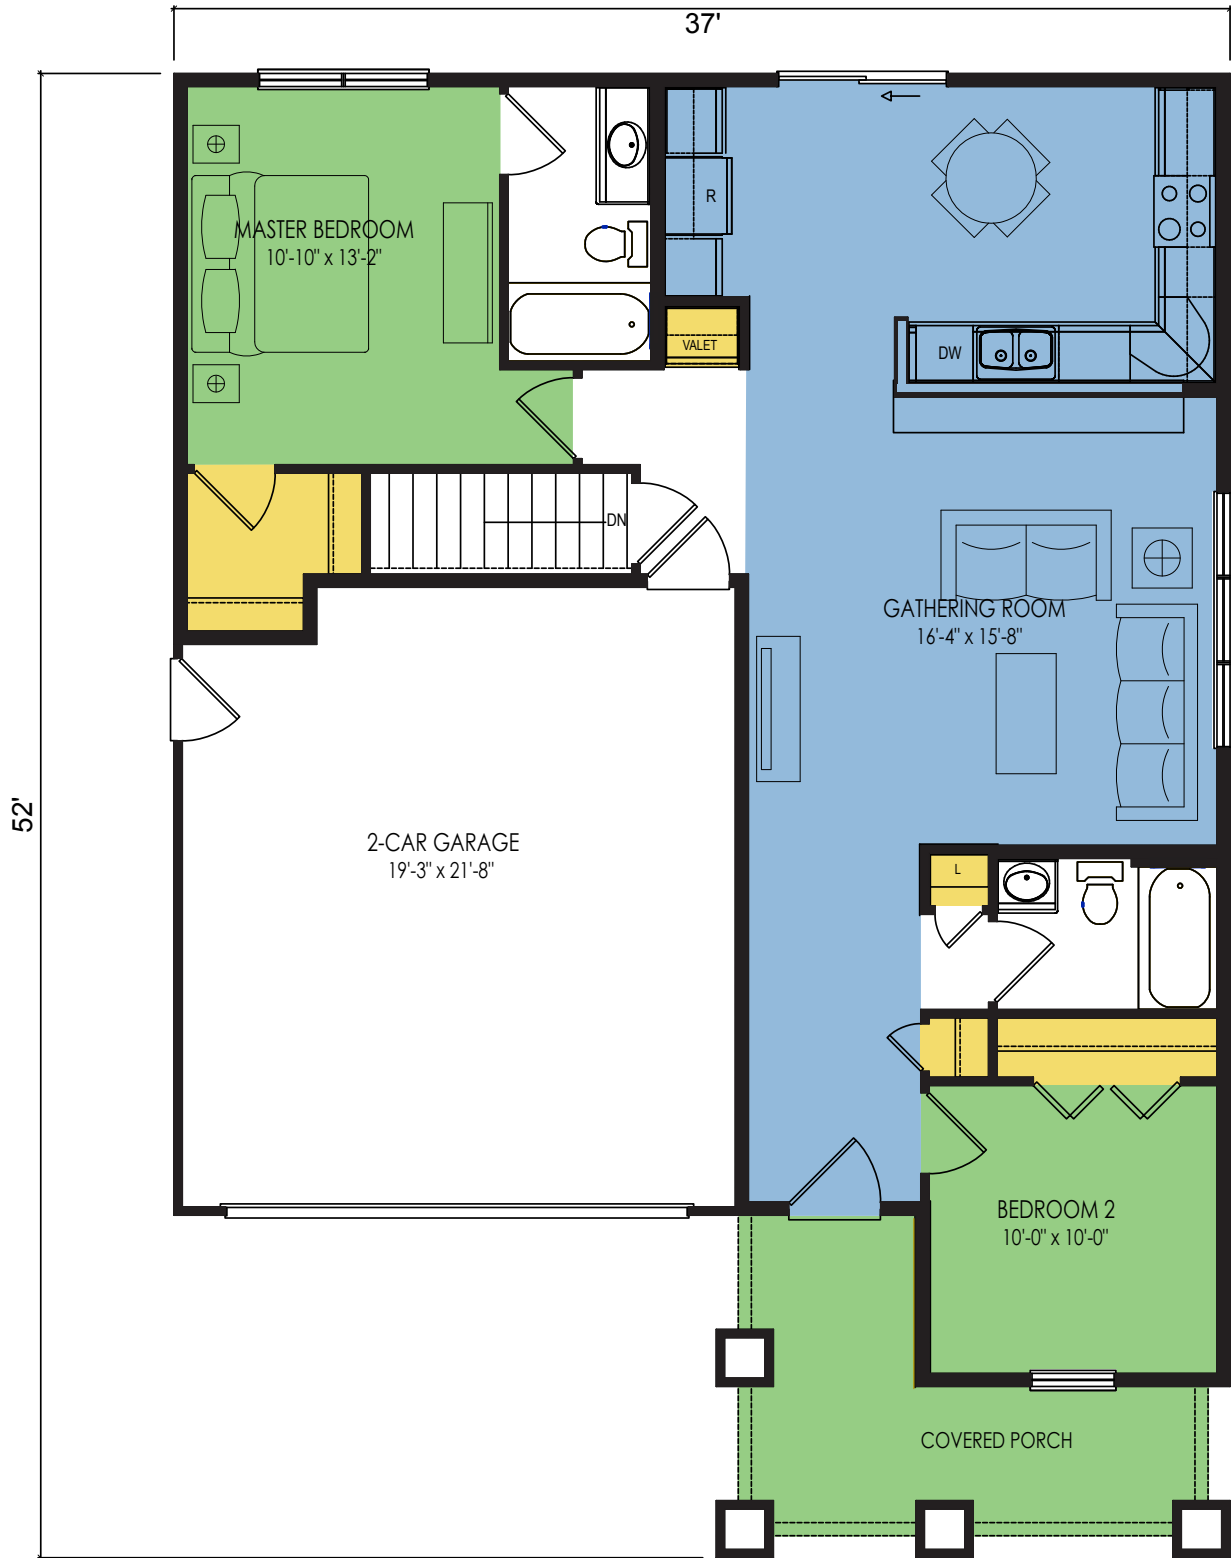 37'
R
MASTER BEDROOM
10'-10" x 13'-2"
VALET
DW
DN
GATHERING ROOM
16'-4" x 15'-8"
52'
2-CAR GARAGE
19'-3" x 21'-8"
L
BEDROOM 2
10'-0" x 10'-0"
COVERED PORCH